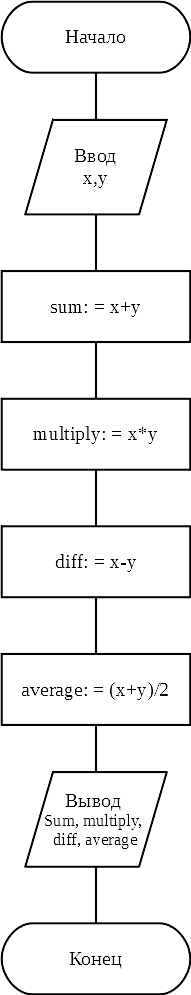 Начало
Ввод
x,y
sum: = x+y
multiply: = x*y
diff: = x-y
average: = (x+y)/2
Вывод
Sum, multiply,
diff, average
Конец